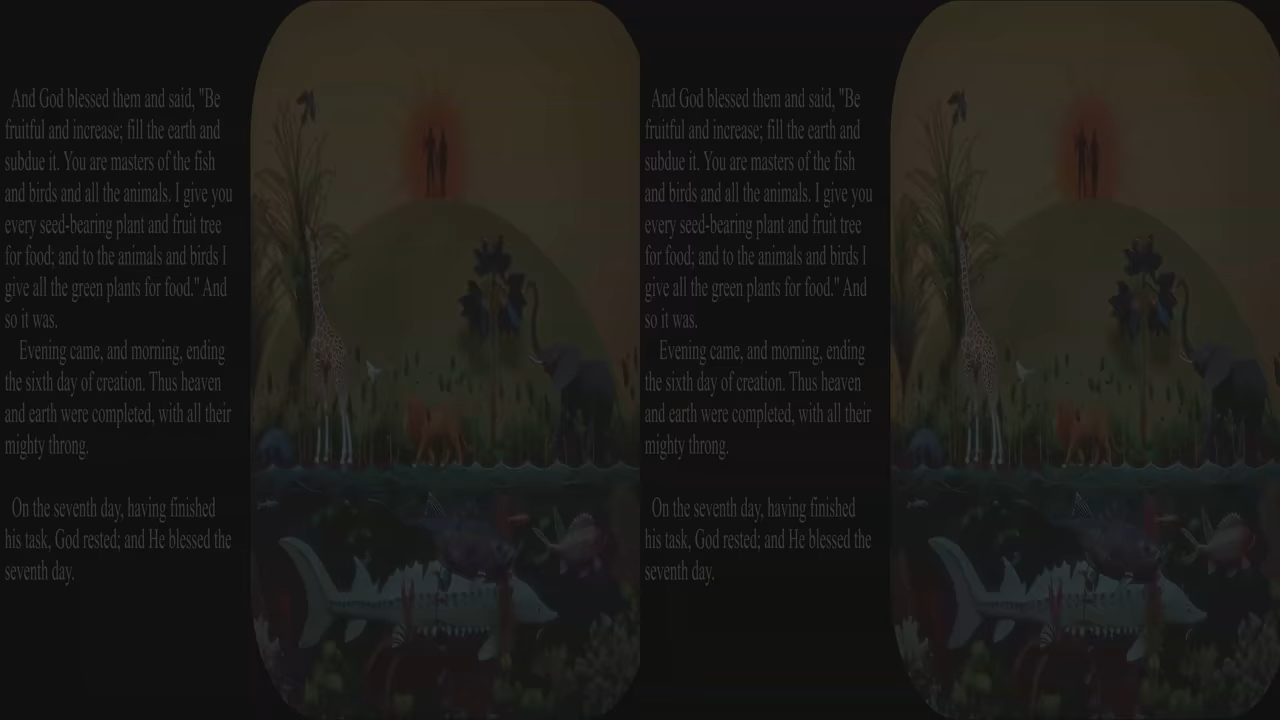 And God blessed them and said, "Be
fruitful and increase; fill the earth and
subdue it. You are masters of the fish
and birds and all the animals. I give you
every seed-bearing plant and fruit tree
for food; and to the animals and birds I
give all the green plants for food." And
so it was.
Evening came, and morning, ending
the sixth day of creation. Thus heaven
and earth were completed, with all their
mighty throng.
On the seventh day, having finished
his task, God rested; and He blessed the
seventh day.
And God blessed them and said, "Be
fruitful and increase; fill the earth and
subdue it. You are masters of the fish
and birds and all the animals. I give you
every seed-bearing plant and fruit tree
for food; and to the animals and birds I
give all the green plants for food." And
so it was.
Evening came, and morning, ending
the sixth day of creation. Thus heaven
and earth were completed, with all their
mighty throng.
On the seventh day, having finished
his task, God rested; and He blessed the
seventh day.